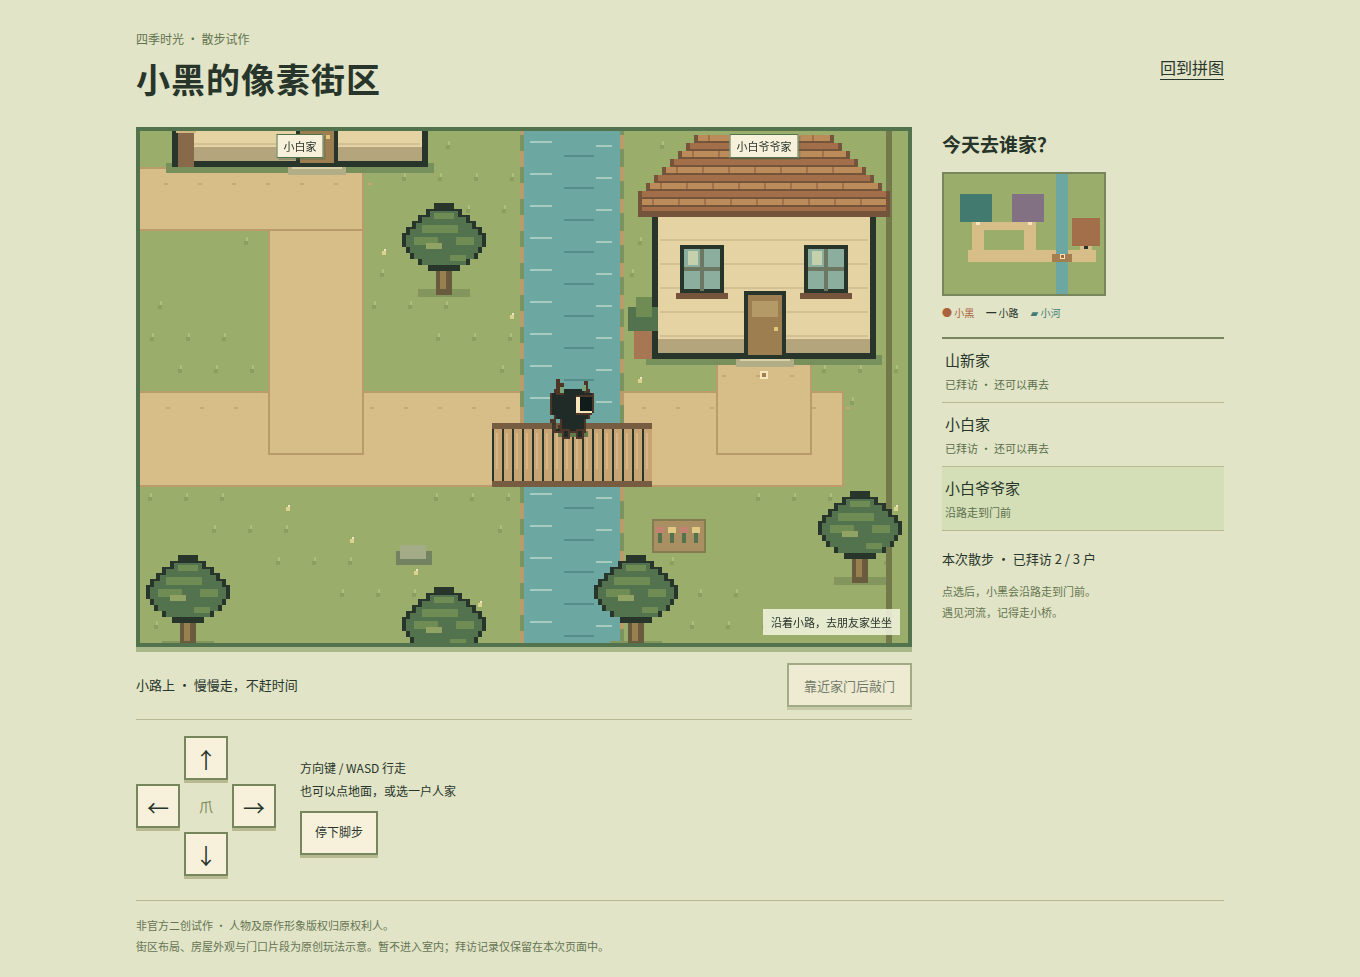 四季时光 · 散步试作
小黑的像素街区
回到拼图
小白家
小白爷爷家
沿着小路，去朋友家坐坐
小路上 · 慢慢走，不赶时间
靠近家门后敲门
↑
←
爪
→
↓
方向键 / WASD 行走
也可以点地面，或选一户人家
停下脚步
今天去谁家？
小黑
小路
小河
山新家
已拜访 · 还可以再去
小白家
已拜访 · 还可以再去
小白爷爷家
沿路走到门前
本次散步 · 已拜访 2 / 3 户
点选后，小黑会沿路走到门前。
遇见河流，记得走小桥。
非官方二创试作 · 人物及原作形象版权归原权利人。
街区布局、房屋外观与门口片段为原创玩法示意。暂不进入室内；拜访记录仅保留在本次页面中。